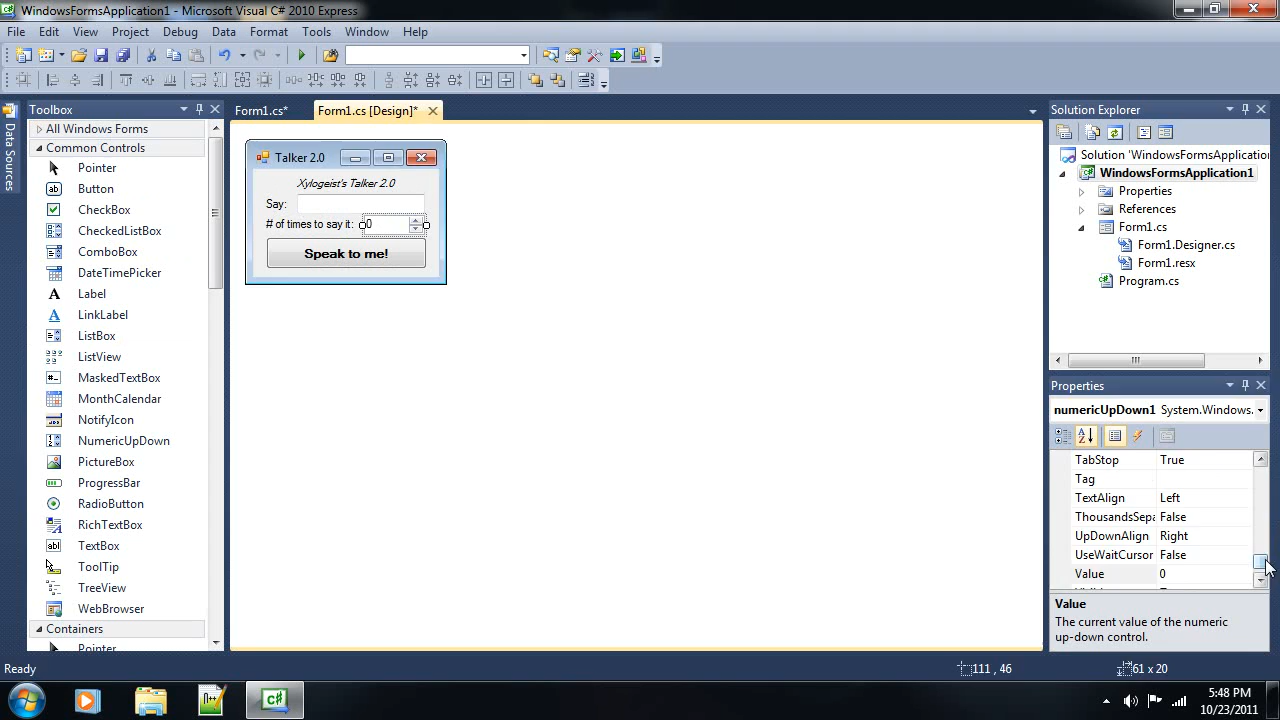 WindowsFormsApplication1 - Microsoft Visual C# 2010 Express
File Edit View Project Debug Data Format Tools Window Help
Data Sources
Toolbox
All Windows Forms
Common Controls
Pointer
Button
CheckBox
CheckedListBox
ComboBox
DateTimePicker
Label
LinkLabel
ListBox
ListView
MaskedTextBox
MonthCalendar
NotifyIcon
NumericUpDown
PictureBox
ProgressBar
RadioButton
RichTextBox
TextBox
ToolTip
TreeView
WebBrowser
Containers
Pointer
Form1.cs* Form1.cs [Design]*
Talker 2.0
Xylogeist's Talker 2.0
Say:
# of times to say it: 0
Speak to me!
Solution Explorer
Solution 'WindowsFormsApplication
WindowsFormsApplication1
Properties
References
Form1.cs
Form1.Designer.cs
Form1.resx
Program.cs
Properties
numericUpDown1 System.Windows.
TabStop True
Tag
TextAlign Left
ThousandsSepa False
UpDownAlign Right
UseWaitCursor False
Value 0
Value
The current value of the numeric
up-down control.
Ready 111 , 46 61 x 20
5:48 PM
10/23/2011